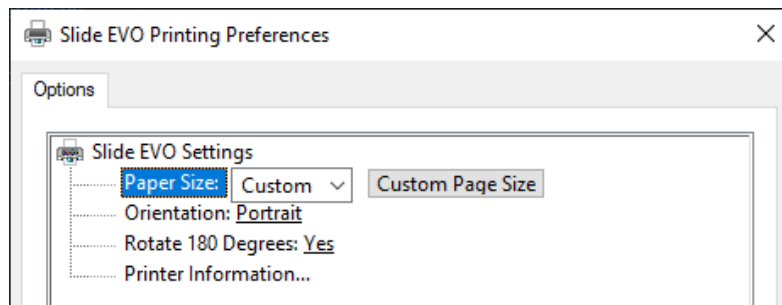 Slide EVO Printing Preferences
Options
Slide EVO Settings
Paper Size: Custom Custom Page Size
Orientation: Portrait
Rotate 180 Degrees: Yes
Printer Information...